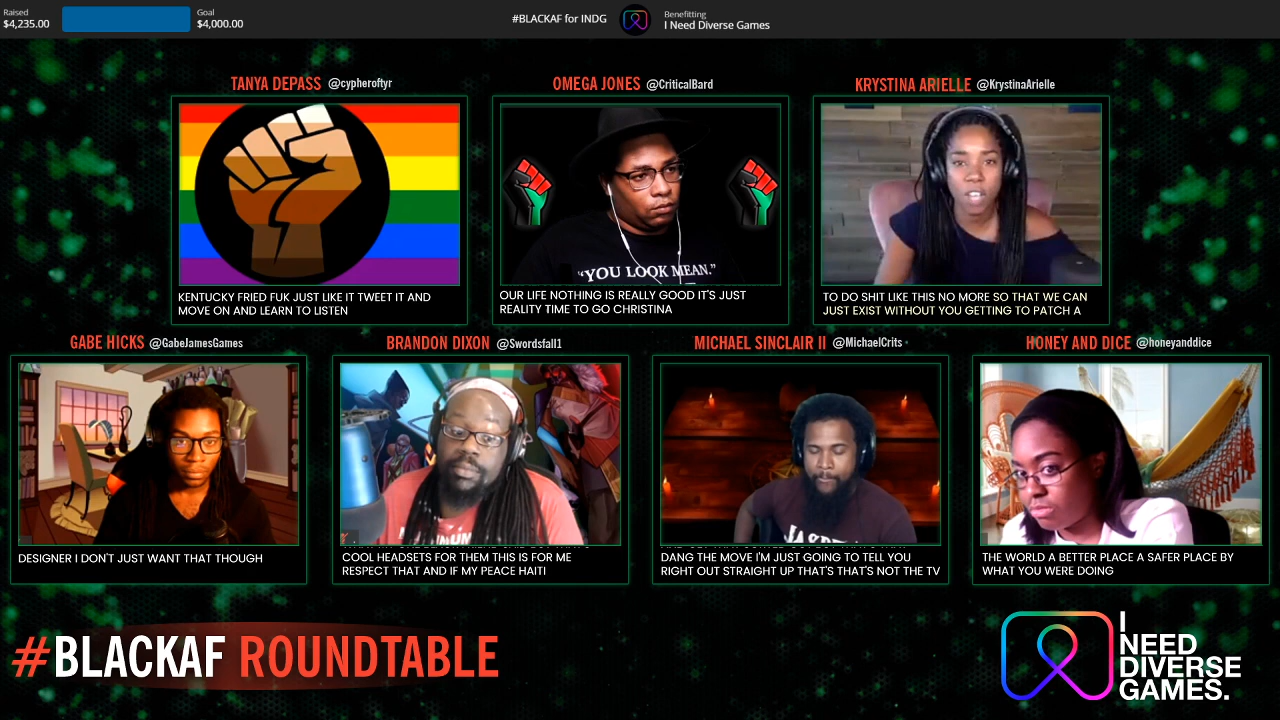 Raised
$4,235.00
Goal
$4,000.00
#BLACKAF for INDG
Benefitting
I Need Diverse Games
TANYA DEPASS @cypheroftyr
OMEGA JONES @CriticalBard
KRYSTINA ARIELLE @KrystinaArielle
"YOU LOOK MEAN."
KENTUCKY FRIED FUK JUST LIKE IT TWEET IT AND
MOVE ON AND LEARN TO LISTEN
OUR LIFE NOTHING IS REALLY GOOD IT'S JUST
REALITY TIME TO GO CHRISTINA
TO DO SHIT LIKE THIS NO MORE SO THAT WE CAN
JUST EXIST WITHOUT YOU GETTING TO PATCH A
GABE HICKS @GabeJamesGames
BRANDON DIXON @Swordsfall1
MICHAEL SINCLAIR II @MichaelCrits
HONEY AND DICE @honeyanddice
DESIGNER I DON'T JUST WANT THAT THOUGH
COOL HEADSETS FOR THEM THIS IS FOR ME
RESPECT THAT AND IF MY PEACE HAITI
DANG THE MOVE I'M JUST GOING TO TELL YOU
RIGHT OUT STRAIGHT UP THAT'S THAT'S NOT THE TV
THE WORLD A BETTER PLACE A SAFER PLACE BY
WHAT YOU WERE DOING
#BLACKAF ROUNDTABLE
I
NEED
DIVERSE
GAMES.